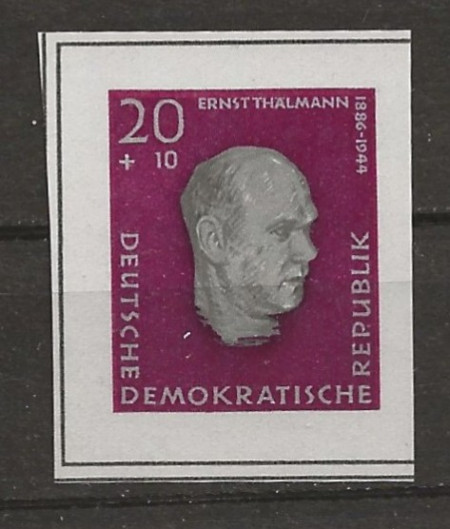 20
+ 10
ERNST THÄLMANN
1886-1944
DEUTSCHE
DEMOKRATISCHE
REPUBLIK